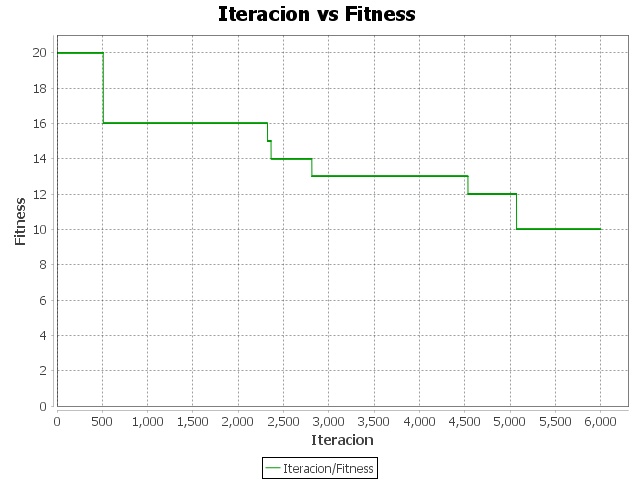 Iteracion vs Fitness
20
18
16
14
12
10
8
6
4
2
0
Fitness
0 500 1,000 1,500 2,000 2,500 3,000 3,500 4,000 4,500 5,000 5,500 6,000
Iteracion
Iteracion/Fitness